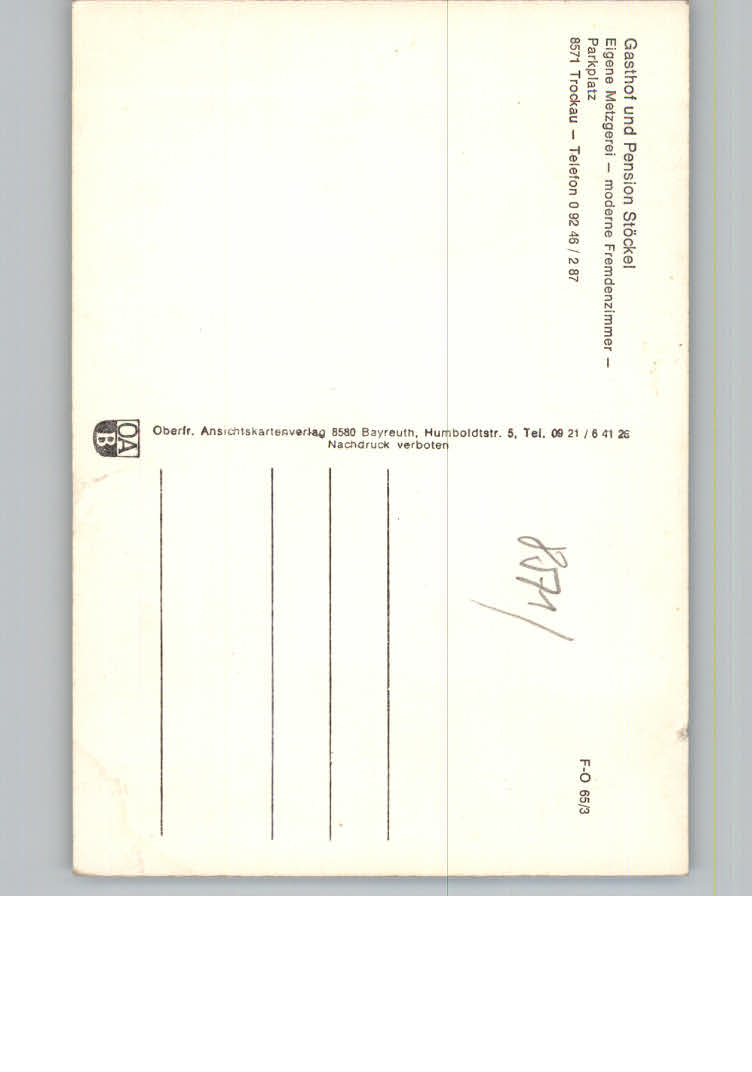 Gasthof und Pension Stöckel
Eigene Metzgerei – moderne Fremdenzimmer –
Parkplatz
8571 Trockau – Telefon 0 92 46 / 2 87
Oberfr. Ansichtskartenverlag 8580 Bayreuth, Humboldtstr. 5, Tel. 09 21 / 6 41 26
Nachdruck verboten
OA
B
8571/
F-O 65/3